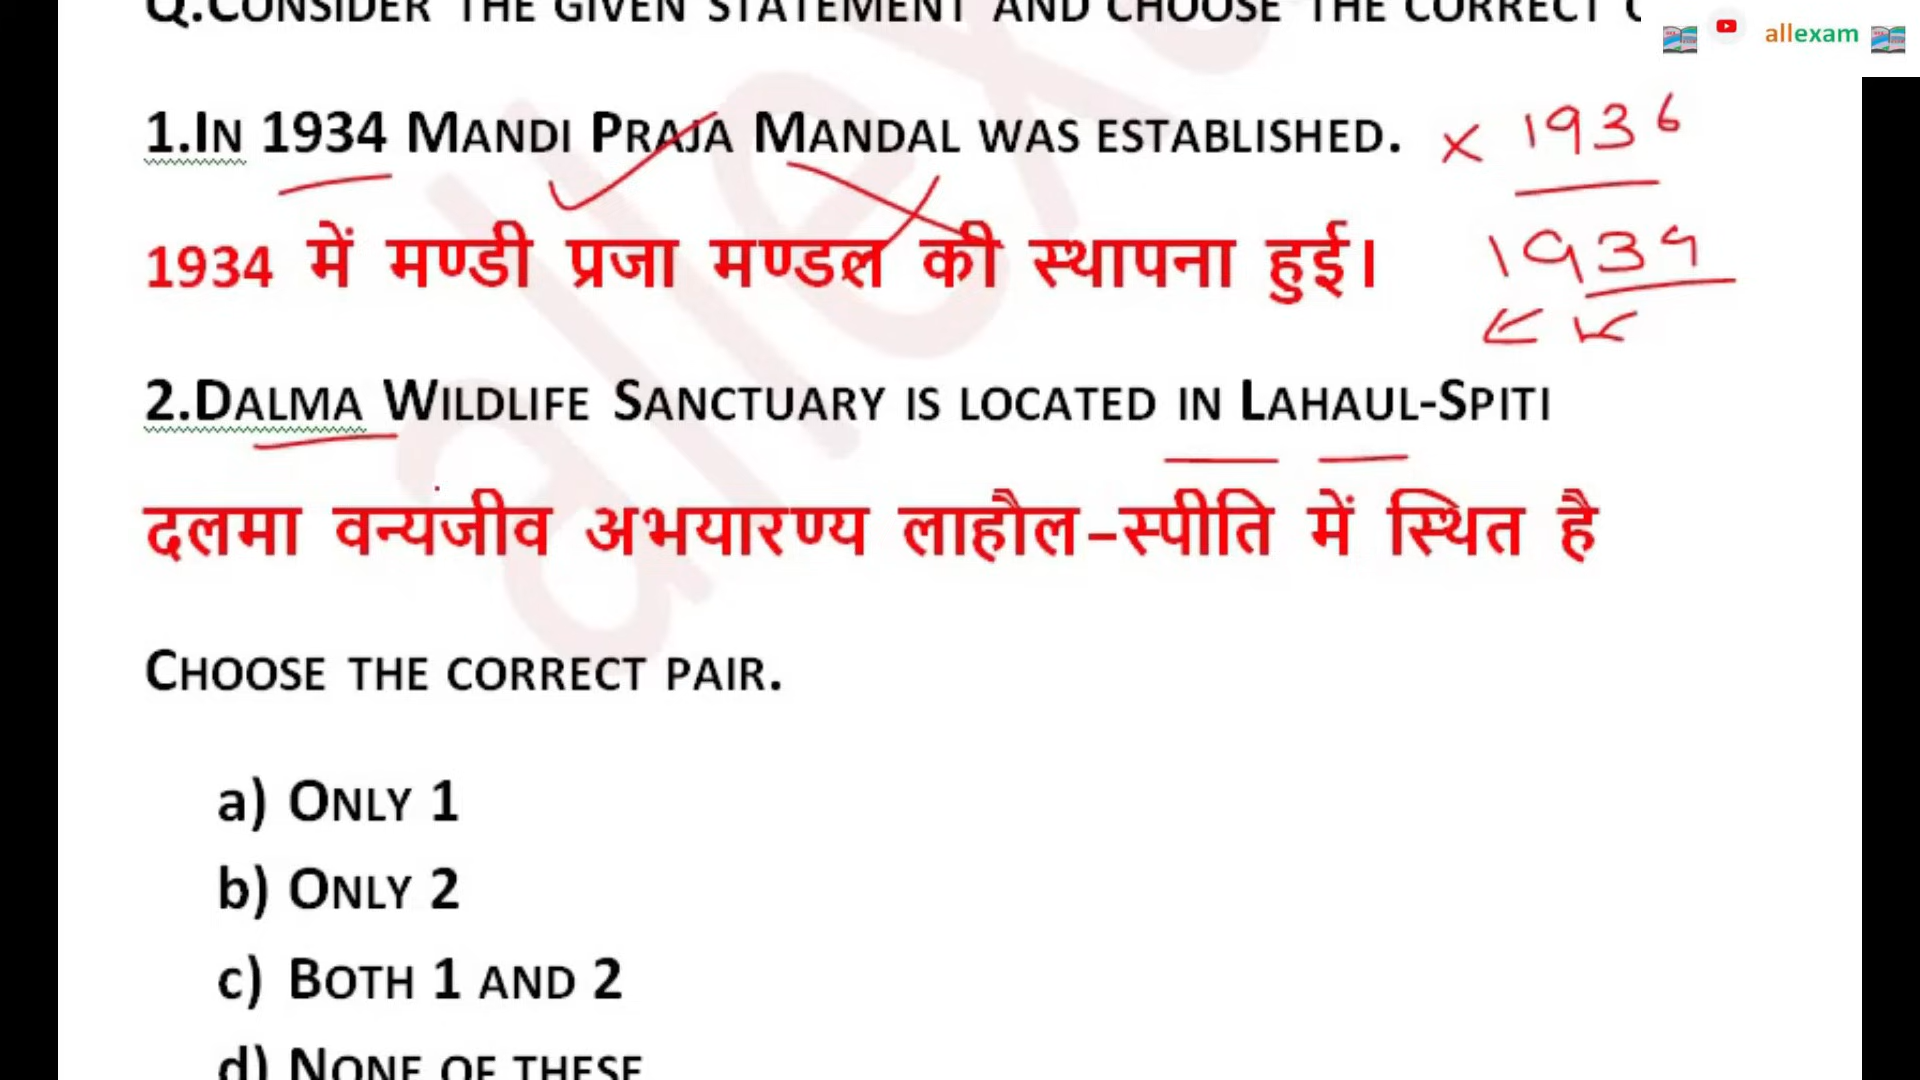 Q.CONSIDER THE GIVEN STATEMENT AND CHOOSE THE CORRECT
allexam
1.IN 1934 MANDI PRAJA MANDAL WAS ESTABLISHED. × 1936
1934 में मण्डी प्रजा मण्डल की स्थापना हुई। 1939
2.DALMA WILDLIFE SANCTUARY IS LOCATED IN LAHAUL-SPITI
दलमा वन्यजीव अभयारण्य लाहौल-स्पीति में स्थित है
CHOOSE THE CORRECT PAIR.
a) ONLY 1
b) ONLY 2
c) BOTH 1 AND 2
d) NONE OF THESE